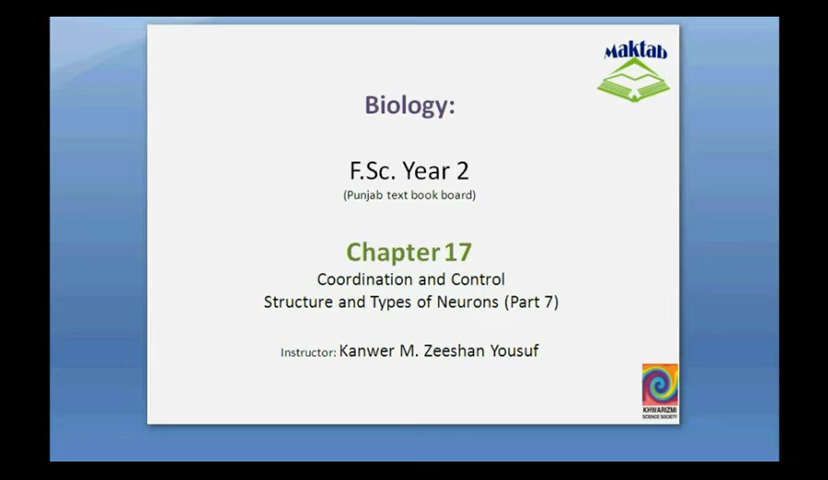 Maktab
Biology:
F.Sc. Year 2
(Punjab text book board)
Chapter 17
Coordination and Control
Structure and Types of Neurons (Part 7)
Instructor: Kanwer M. Zeeshan Yousuf
KHWARIZMI
SCIENCE SOCIETY